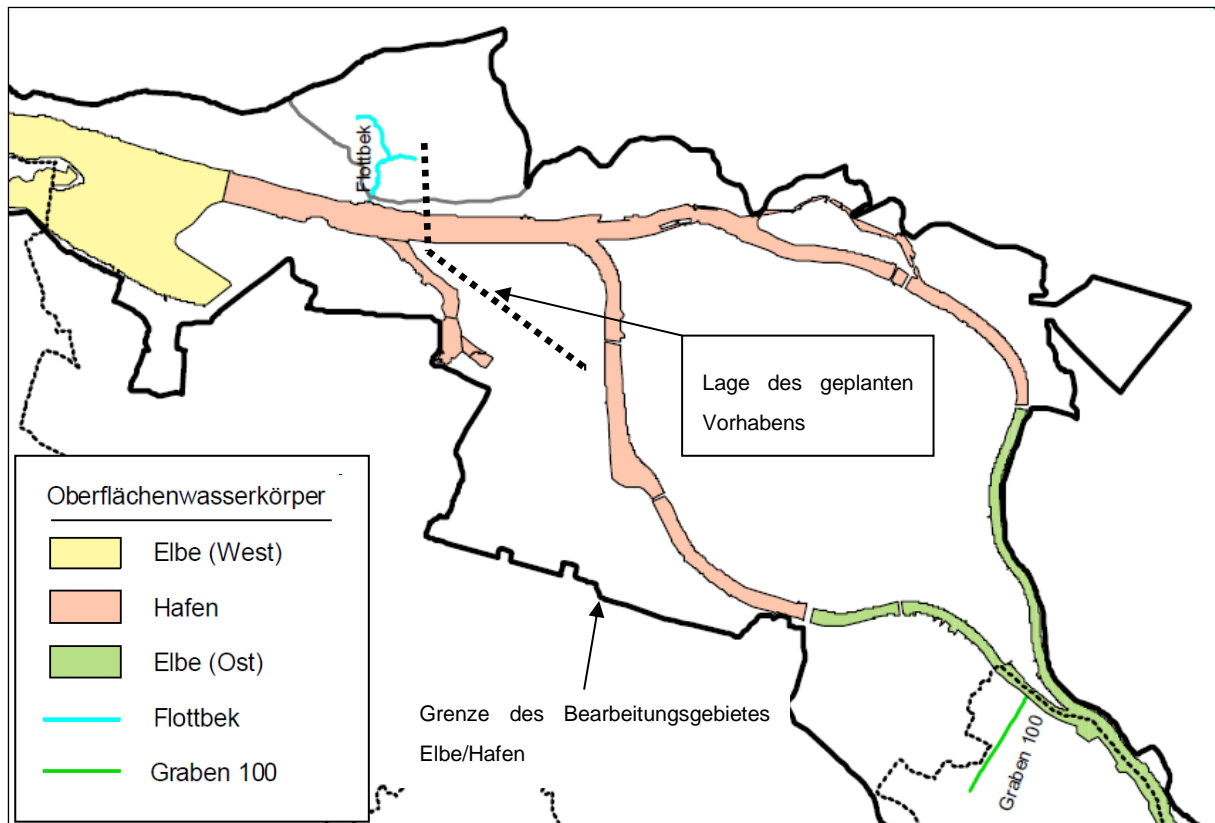 Flottbek
Lage des geplanten
Vorhabens
Oberflächenwasserkörper
Elbe (West)
Hafen
Elbe (Ost)
Flottbek
Graben 100
Grenze des Bearbeitungsgebietes
Elbe/Hafen
Graben 100